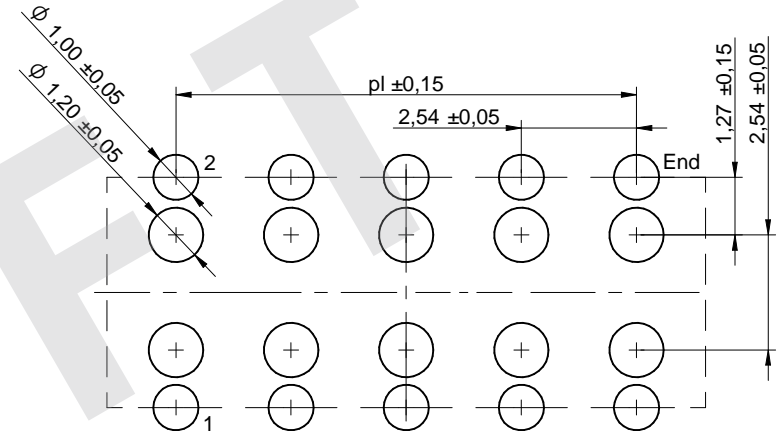 Ø 1,00 ±0,05
Ø 1,20 ±0,05
pl ±0,15
2,54 ±0,05
1,27 ±0,15
2,54 ±0,05
2
End
1
FT